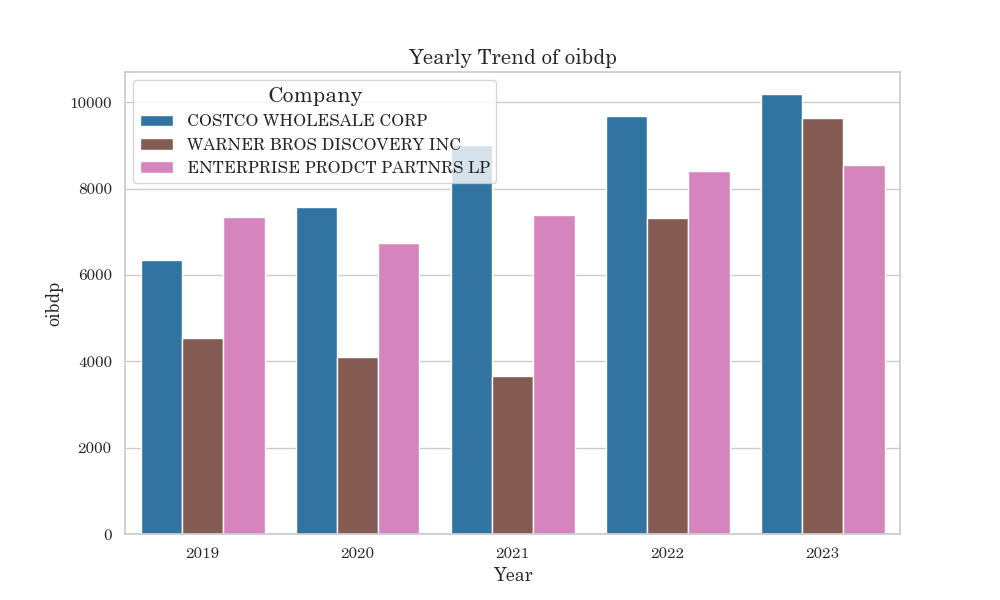 Yearly Trend of oibdp
Company
COSTCO WHOLESALE CORP
WARNER BROS DISCOVERY INC
ENTERPRISE PRODCT PARTNRS LP
oibdp
10000
8000
6000
4000
2000
0
2019 2020 2021 2022 2023
Year